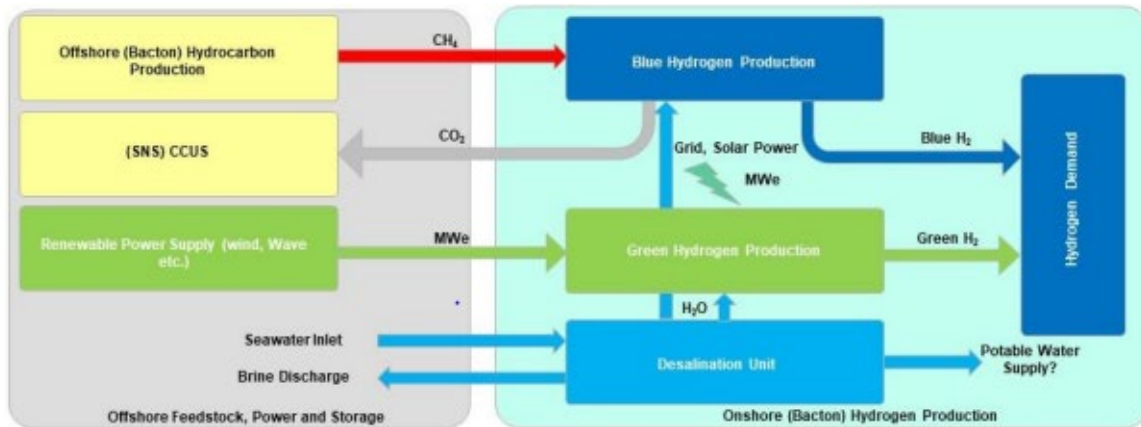 Offshore (Bacton) Hydrocarbon
Production
CH₄
Blue Hydrogen Production
(SNS) CCUS
CO₂
Grid, Solar Power
MWe
Blue H₂
Hydrogen Demand
Renewable Power Supply (wind, Wave
etc.)
MWe
Green Hydrogen Production
Green H₂
H₂O
Seawater Inlet
Brine Discharge
Desalination Unit
Potable Water
Supply?
Offshore Feedstock, Power and Storage
Onshore (Bacton) Hydrogen Production